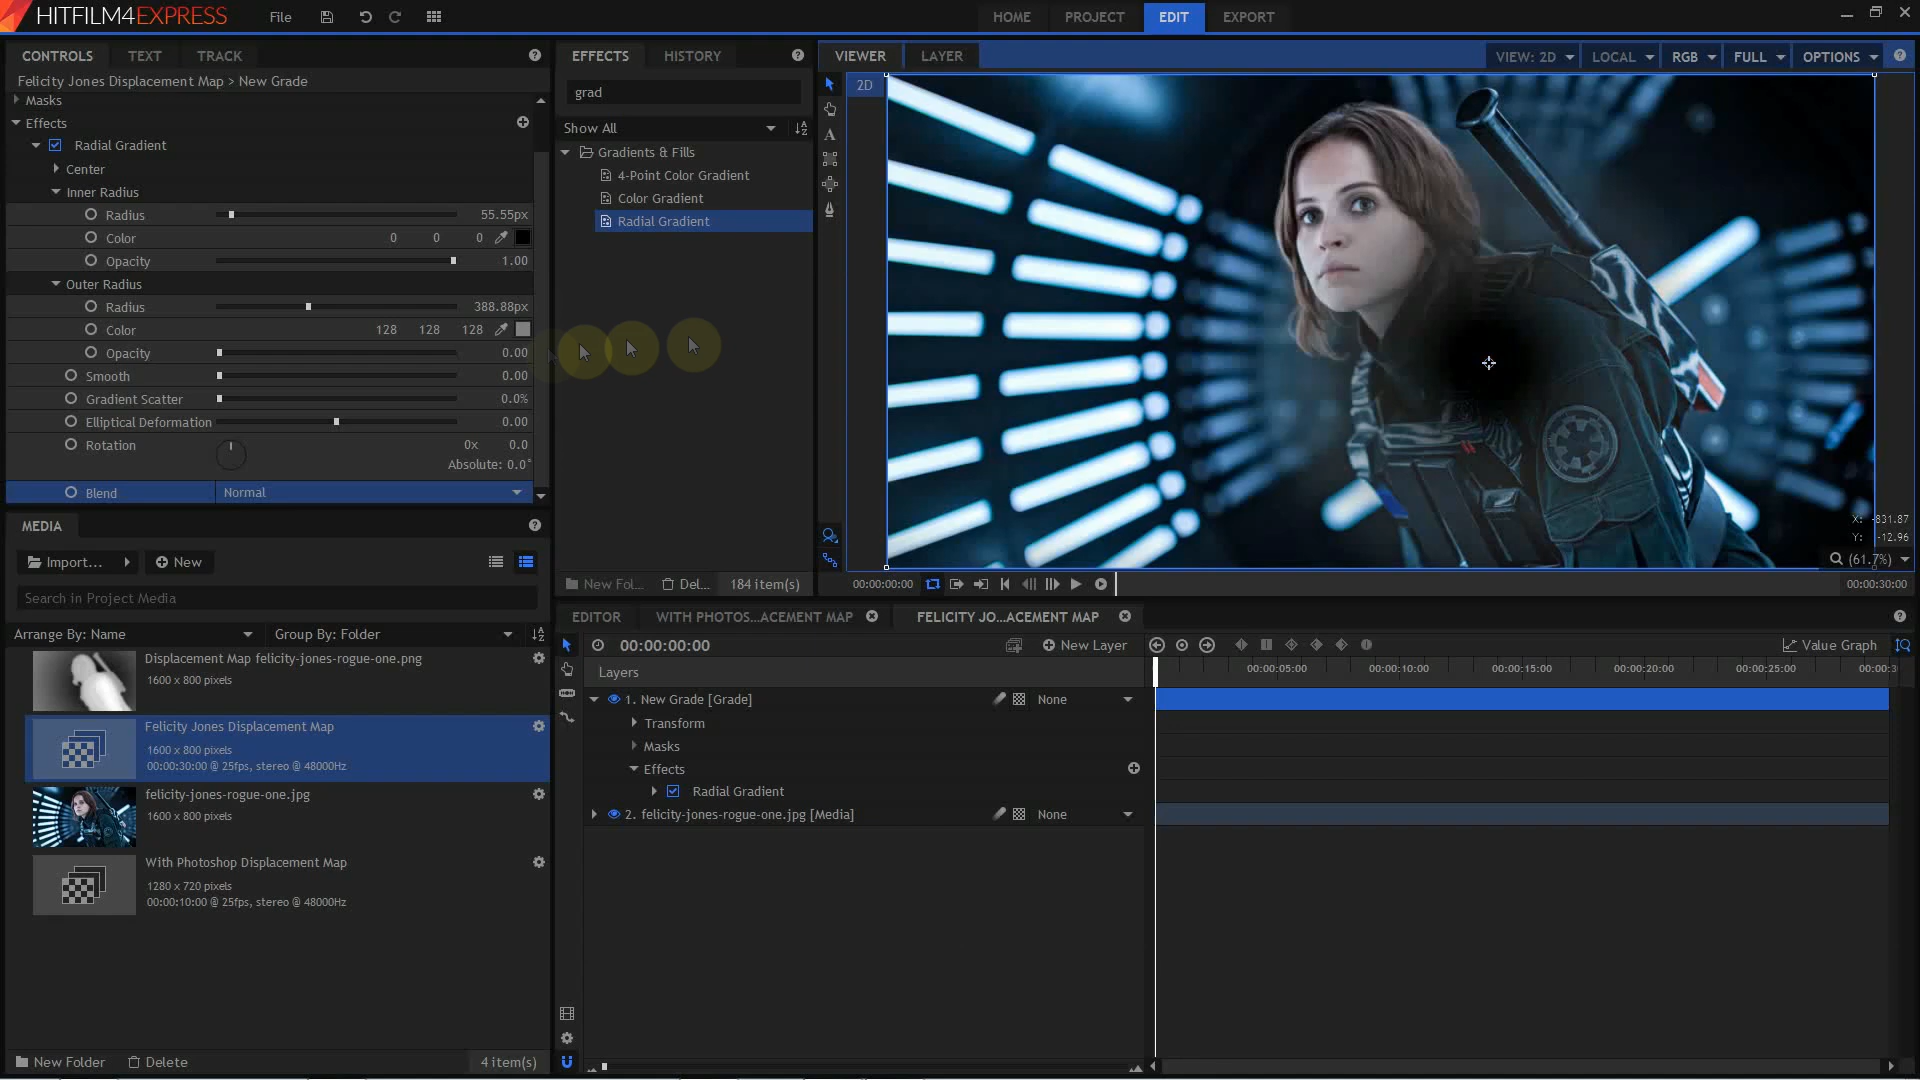 HITFILM4EXPRESS
File
HOME
PROJECT
EDIT
EXPORT
CONTROLS
TEXT
TRACK
Felicity Jones Displacement Map > New Grade
Masks
Effects
Radial Gradient
Center
Inner Radius
Radius 55.55px
Color 0 0 0
Opacity 1.00
Outer Radius
Radius 388.88px
Color 128 128 128
Opacity 0.00
Smooth 0.00
Gradient Scatter 0.0%
Elliptical Deformation 0.00
Rotation 0x 0.0
Absolute: 0.0°
Blend Normal
EFFECTS
HISTORY
grad
Show All
Gradients & Fills
4-Point Color Gradient
Color Gradient
Radial Gradient
New Fol...
Del...
184 item(s)
VIEWER
LAYER
VIEW: 2D
LOCAL
RGB
FULL
OPTIONS
2D
A
X: -831.87
Y: -12.96
(61.7%)
00:00:00:00
00:00:30:00
MEDIA
Import...
New
Search in Project Media
Arrange By: Name
Group By: Folder
Displacement Map felicity-jones-rogue-one.png
1600 x 800 pixels
Felicity Jones Displacement Map
1600 x 800 pixels
00:00:30:00 @ 25fps, stereo @ 48000Hz
felicity-jones-rogue-one.jpg
1600 x 800 pixels
With Photoshop Displacement Map
1280 x 720 pixels
00:00:10:00 @ 25fps, stereo @ 48000Hz
New Folder
Delete
4 item(s)
EDITOR
WITH PHOTOS...ACEMENT MAP
FELICITY JO...ACEMENT MAP
00:00:00:00
New Layer
Value Graph
Layers
00:00:05:00
00:00:10:00
00:00:15:00
00:00:20:00
00:00:25:00
00:00:3
1. New Grade [Grade] None
Transform
Masks
Effects
Radial Gradient
2. felicity-jones-rogue-one.jpg [Media] None